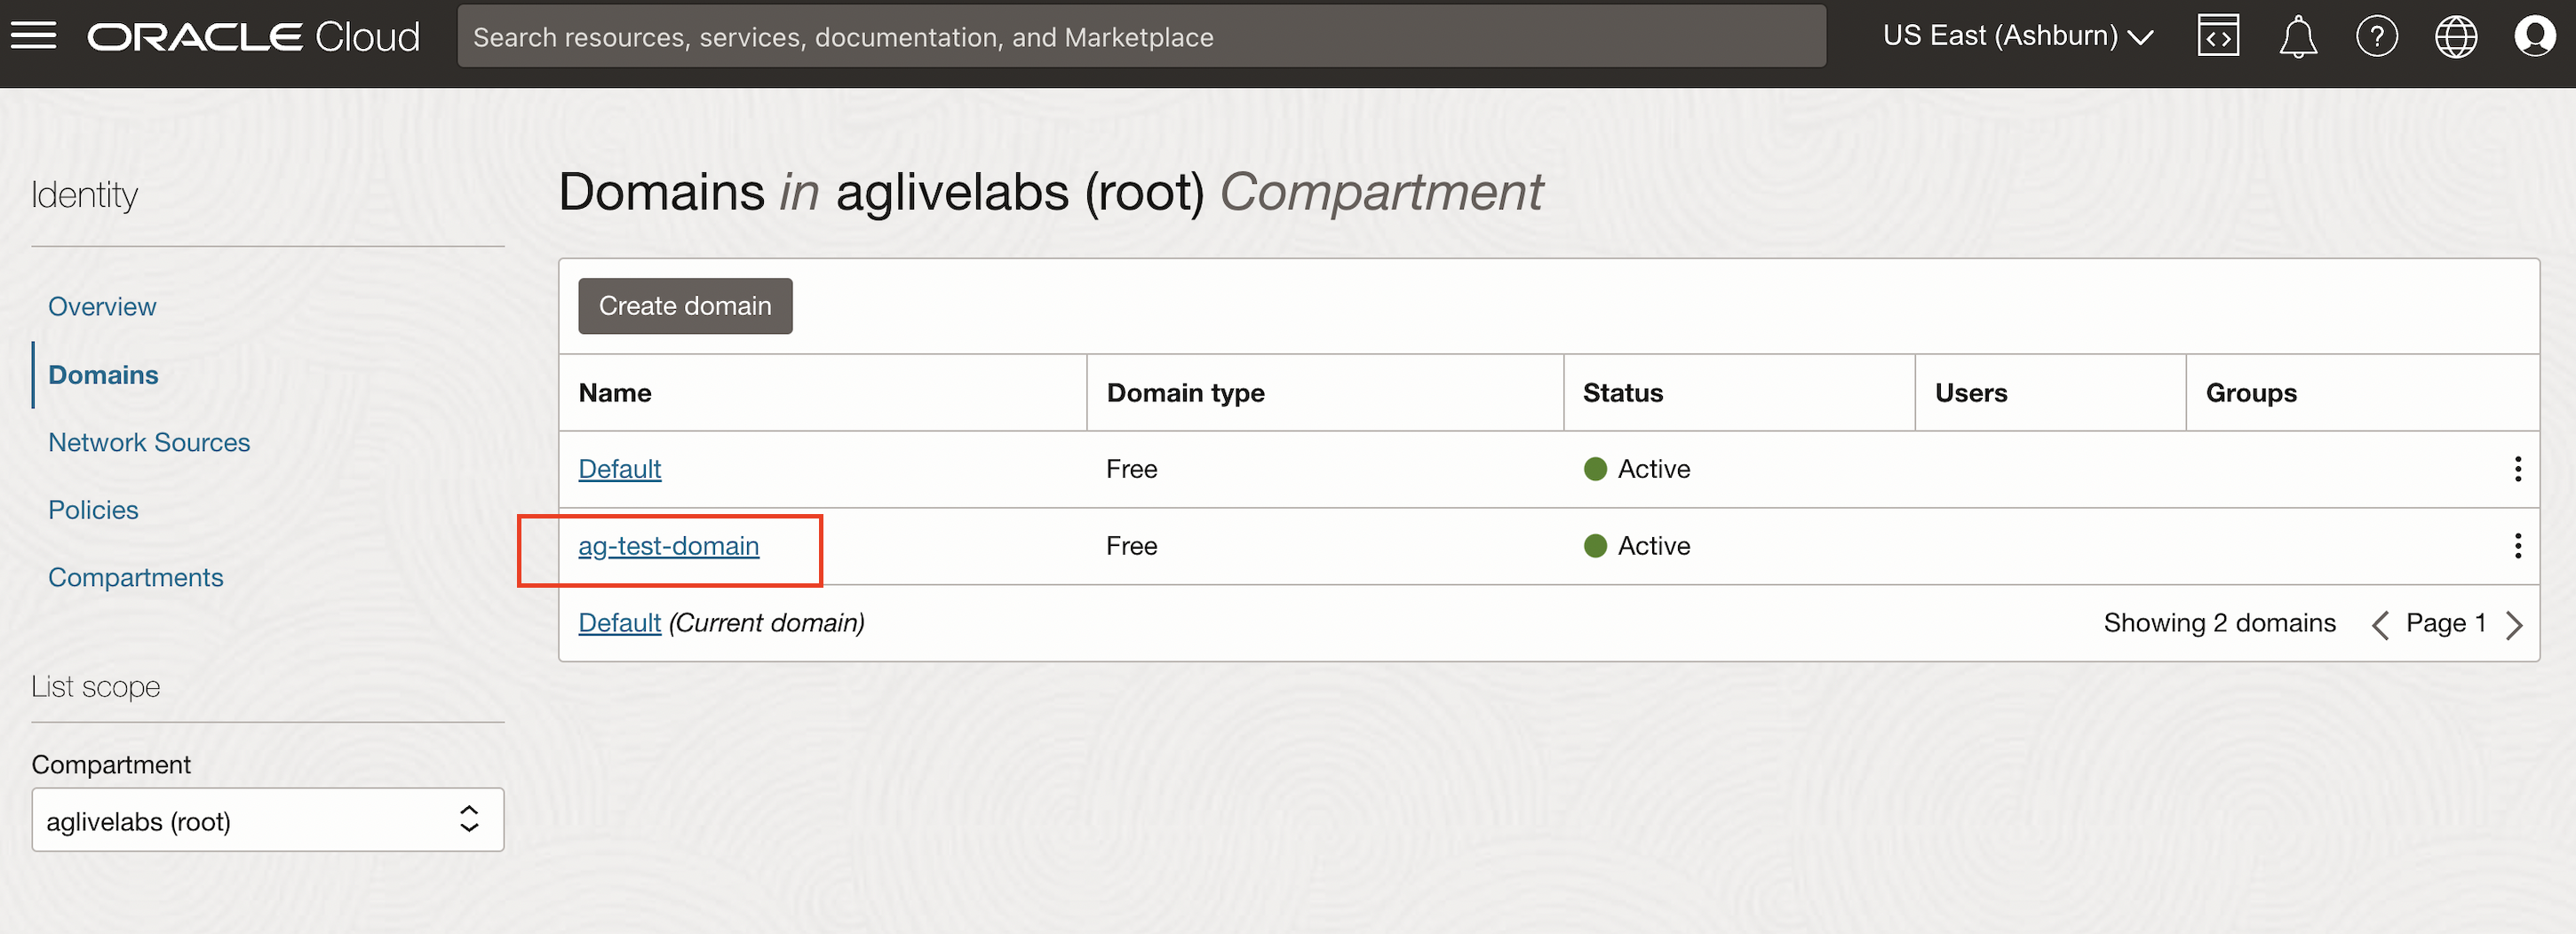 ORACLE Cloud
Search resources, services, documentation, and Marketplace
US East (Ashburn)
Identity
Overview
Domains
Network Sources
Policies
Compartments
List scope
Compartment
aglivelabs (root)
Domains in aglivelabs (root) Compartment
Create domain
Name Domain type Status Users Groups
Default Free Active
ag-test-domain Free Active
Default (Current domain) Showing 2 domains Page 1